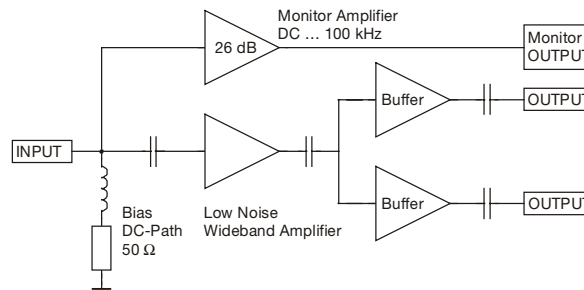 Monitor Amplifier
DC ... 100 kHz
26 dB
Monitor
OUTPUT
Buffer
OUTPUT
INPUT
Bias
DC-Path
50 Ω
Low Noise
Wideband Amplifier
Buffer
OUTPUT